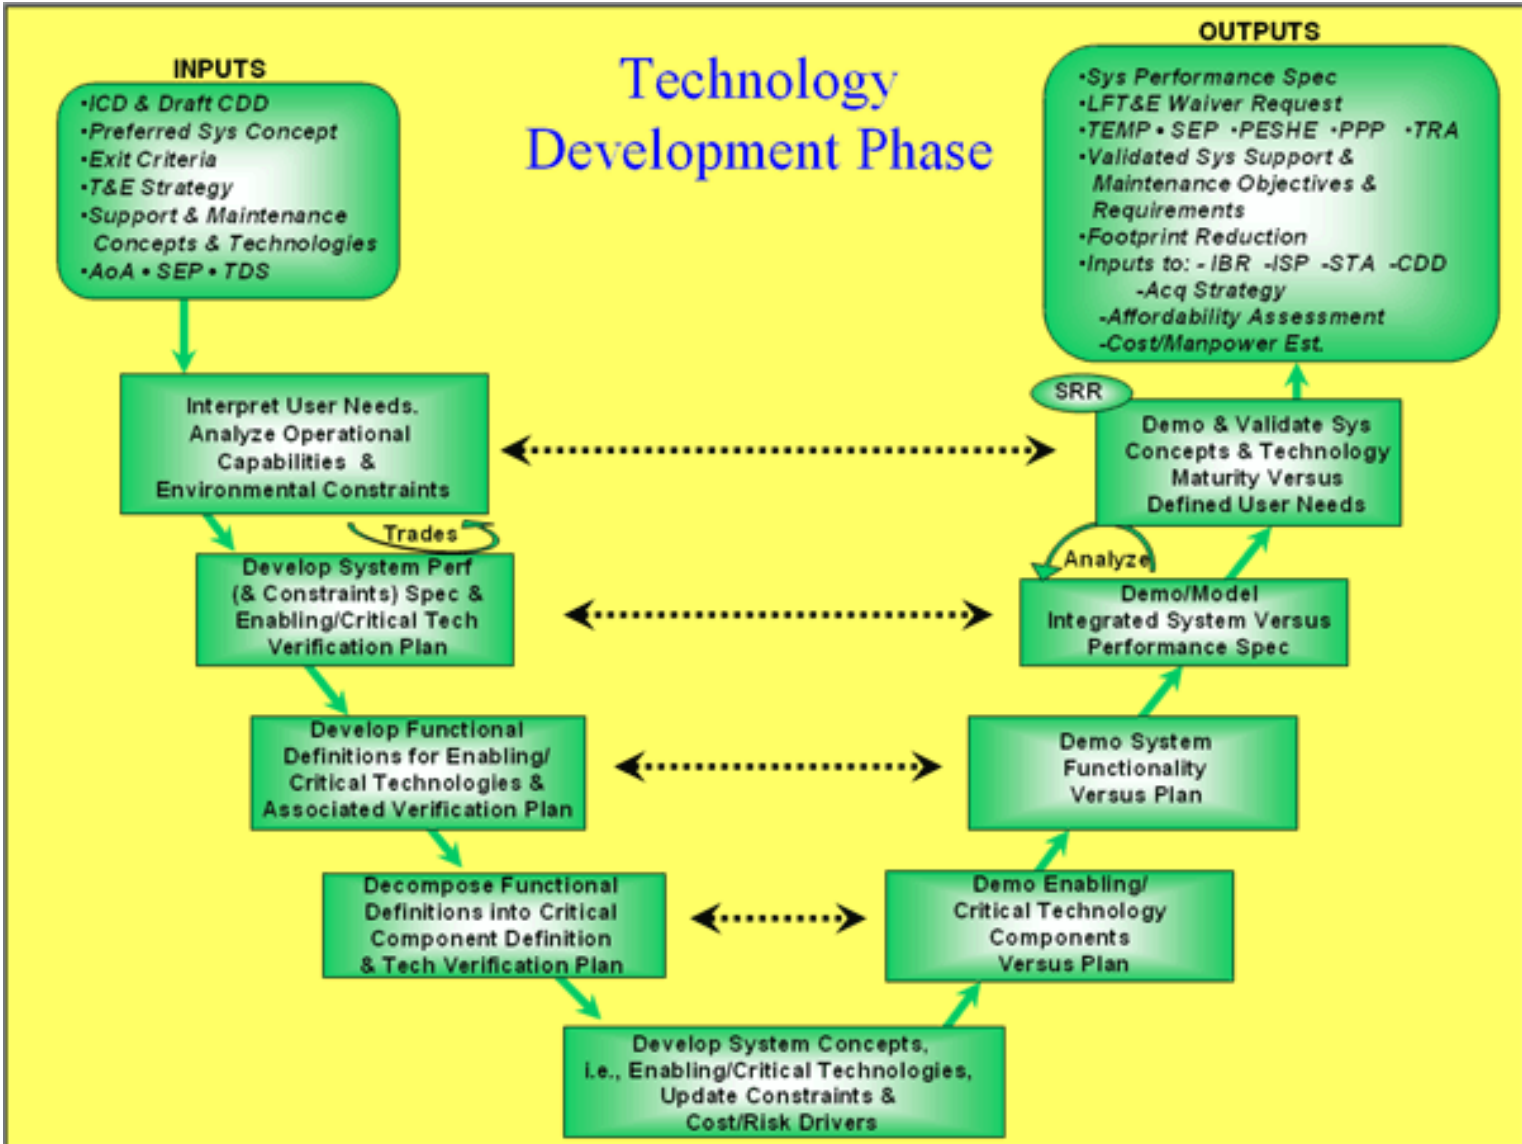 INPUTS
•ICD & Draft CDD
•Preferred Sys Concept
•Exit Criteria
•T&E Strategy
•Support & Maintenance
Concepts & Technologies
•AoA • SEP • TDS
Technology
Development Phase
OUTPUTS
•Sys Performance Spec
•LFT&E Waiver Request
•TEMP • SEP •PESHE •PPP •TRA
•Validated Sys Support &
Maintenance Objectives &
Requirements
•Footprint Reduction
•Inputs to: - IBR -ISP -STA -CDD
-Acq Strategy
-Affordability Assessment
-Cost/Manpower Est.
Interpret User Needs.
Analyze Operational
Capabilities &
Environmental Constraints
Trades
Develop System Perf
(& Constraints) Spec &
Enabling/Critical Tech
Verification Plan
Develop Functional
Definitions for Enabling/
Critical Technologies &
Associated Verification Plan
Decompose Functional
Definitions into Critical
Component Definition
& Tech Verification Plan
Develop System Concepts,
i.e., Enabling/Critical Technologies,
Update Constraints &
Cost/Risk Drivers
Demo Enabling/
Critical Technology
Components
Versus Plan
Demo System
Functionality
Versus Plan
Demo/Model
Integrated System Versus
Performance Spec
Analyze
SRR
Demo & Validate Sys
Concepts & Technology
Maturity Versus
Defined User Needs